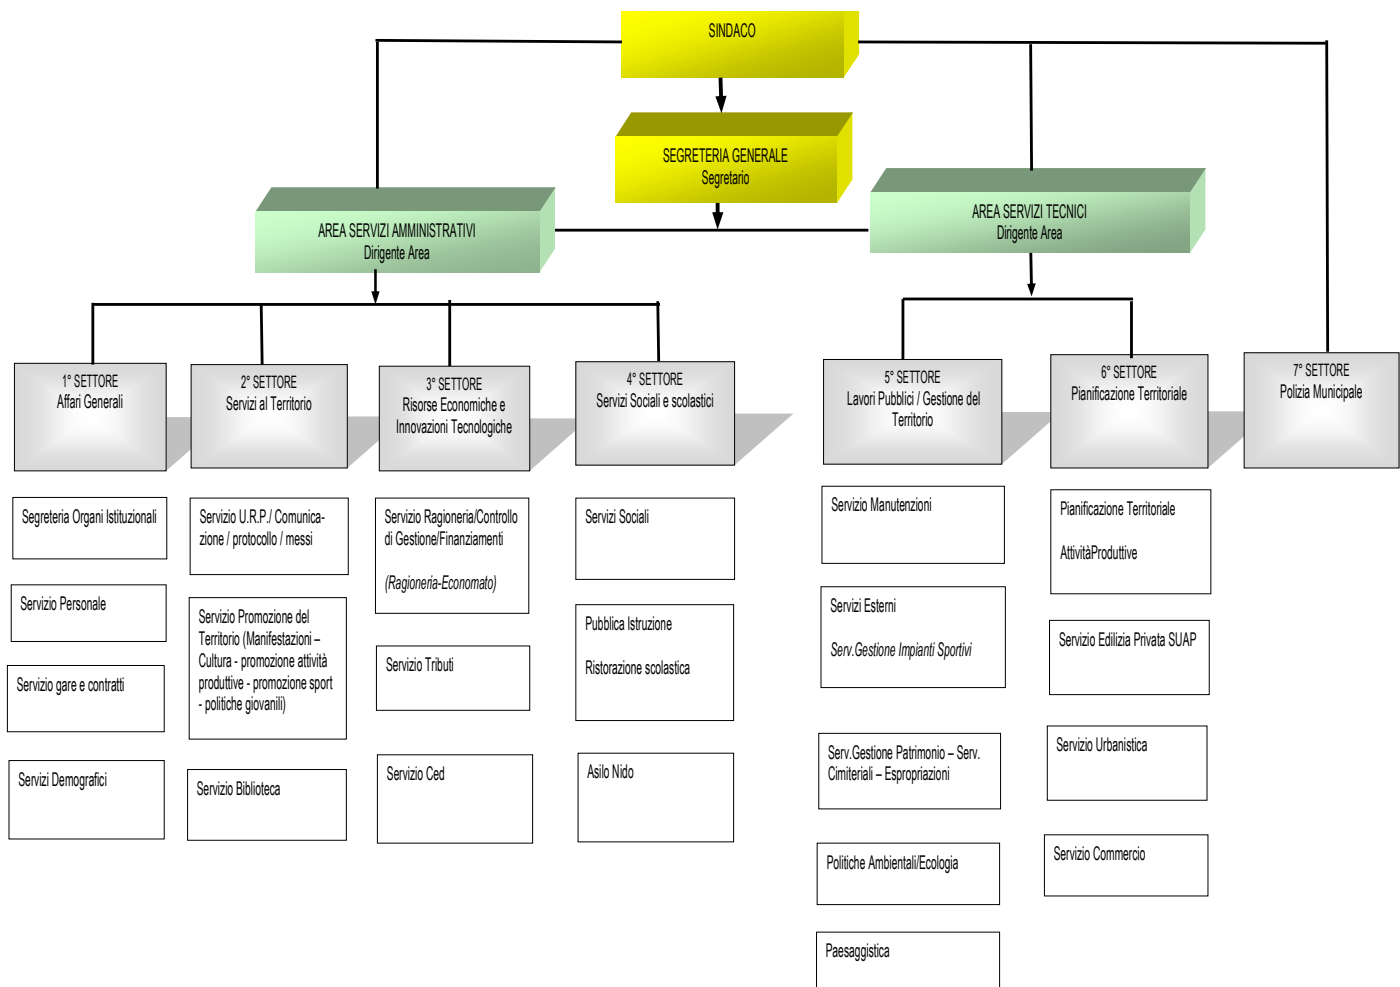 SINDACO
SEGRETERIA GENERALE
Segretario
AREA SERVIZI AMMINISTRATIVI
Dirigente Area
AREA SERVIZI TECNICI
Dirigente Area
1° SETTORE
Affari Generali
2° SETTORE
Servizi al Territorio
3° SETTORE
Risorse Economiche e
Innovazioni Tecnologiche
4° SETTORE
Servizi Sociali e scolastici
5° SETTORE
Lavori Pubblici / Gestione del
Territorio
6° SETTORE
Pianificazione Territoriale
7° SETTORE
Polizia Municipale
Segreteria Organi Istituzionali
Servizio Personale
Servizio gare e contratti
Servizi Demografici
Servizio U.R.P./ Comunica-
zione / protocollo / messi
Servizio Promozione del
Territorio (Manifestazioni –
Cultura - promozione attività
produttive - promozione sport
- politiche giovanili)
Servizio Biblioteca
Servizio Ragioneria/Controllo
di Gestione/Finanziamenti
(Ragioneria-Economato)
Servizio Tributi
Servizio Ced
Servizi Sociali
Pubblica Istruzione
Ristorazione scolastica
Asilo Nido
Servizio Manutenzioni
Servizi Esterni
Serv.Gestione Impianti Sportivi
Serv.Gestione Patrimonio – Serv.
Cimiteriali – Espropriazioni
Politiche Ambientali/Ecologia
Paesaggistica
Pianificazione Territoriale
AttivitàProduttive
Servizio Edilizia Privata SUAP
Servizio Urbanistica
Servizio Commercio